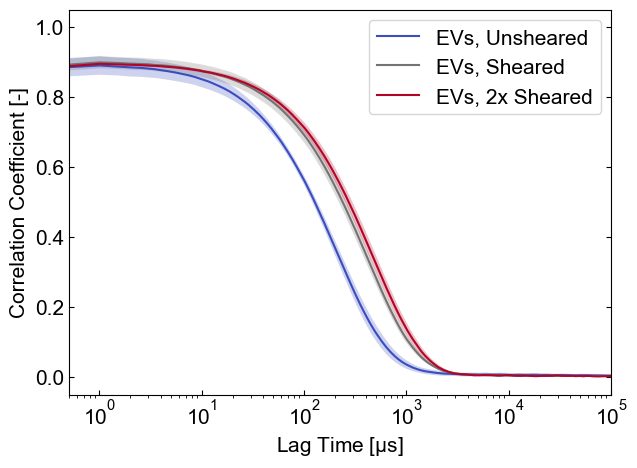 1.0
0.8
0.6
0.4
0.2
0.0
Correlation Coefficient [-]
EVs, Unsheared
EVs, Sheared
EVs, 2x Sheared
10⁰ 10¹ 10² 10³ 10⁴ 10⁵
Lag Time [µs]